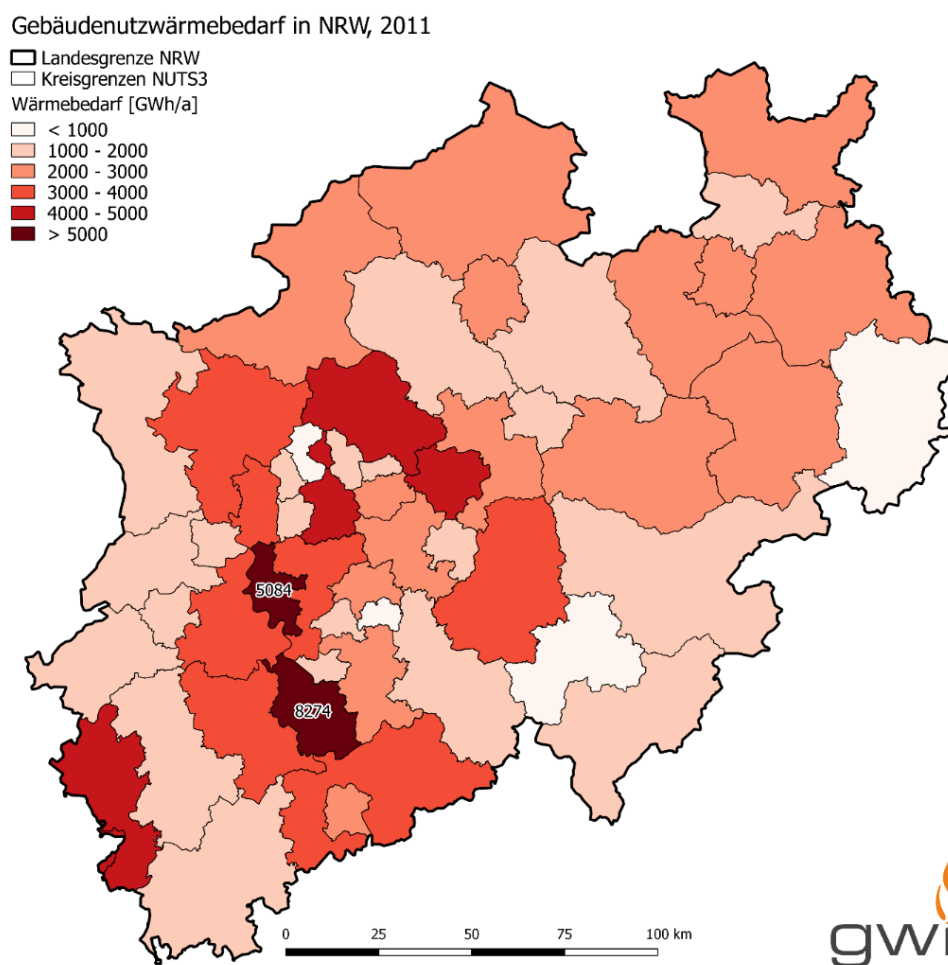 Gebäudenutzwärmebedarf in NRW, 2011
Landesgrenze NRW
Kreisgrenzen NUTS3
Wärmebedarf [GWh/a]
< 1000
1000 - 2000
2000 - 3000
3000 - 4000
4000 - 5000
> 5000
5084
8274
0 25 50 75 100 km
gwi